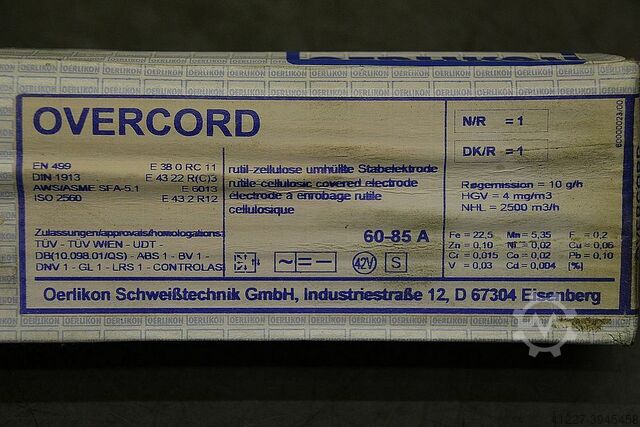 OERLIKON
OVERCORD
EN 499 E 38 0 RC 11
DIN 1913 E 43 22 R(C)3
AWS/ASME SFA-5.1 E 6013
ISO 2560 E 43 2 R12
Zulassungen/approvals/homologations:
TÜV - TÜV WIEN - UDT -
DB(10.098.01/QS) - ABS 1 - BV 1 -
DNV 1 - GL 1 - LRS 1 - CONTROLAS
rutil-zellulose umhüllte Stabelektrode
rutile-cellulosic covered electrode
electrode à enrobage rutile
cellulosique
60-85 A
~ = - 42V S
N/R = 1
DK/R = 1
Røgemission = 10 g/h
HGV = 4 mg/m3
NHL = 2500 m3/h
Fe = 22,5 Mn = 5,35 F = 0,2
Zn = 0,10 Ni = 0,02 Cu = 0,06
Cr = 0,015 Co = 0,02 Pb = 0,10
V = 0,03 Cd = 0,004 [%]
Oerlikon Schweißtechnik GmbH, Industriestraße 12, D 67304 Eisenberg